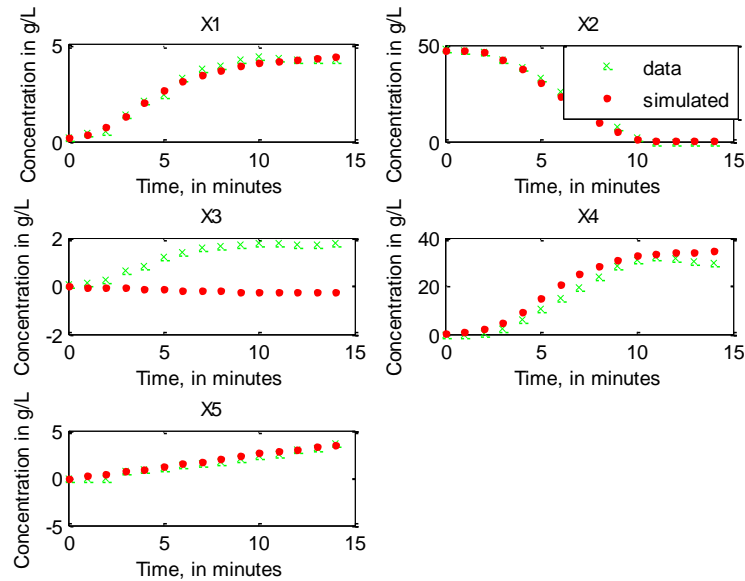 X1
Concentration in g/L
5
0
0
5
10
15
Time, in minutes
X2
Concentration in g/L
50
0
0
5
10
15
Time, in minutes
data
simulated
X3
Concentration in g/L
2
0
-2
0
5
10
15
Time, in minutes
X4
Concentration in g/L
40
20
0
0
5
10
15
Time, in minutes
X5
Concentration in g/L
5
0
-5
0
5
10
15
Time, in minutes